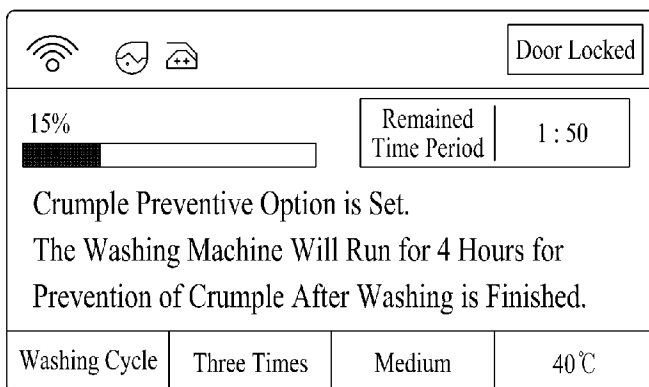 Door Locked
15%
Remained
Time Period
1 : 50
Crumple Preventive Option is Set.
The Washing Machine Will Run for 4 Hours for
Prevention of Crumple After Washing is Finished.
Washing Cycle
Three Times
Medium
40℃